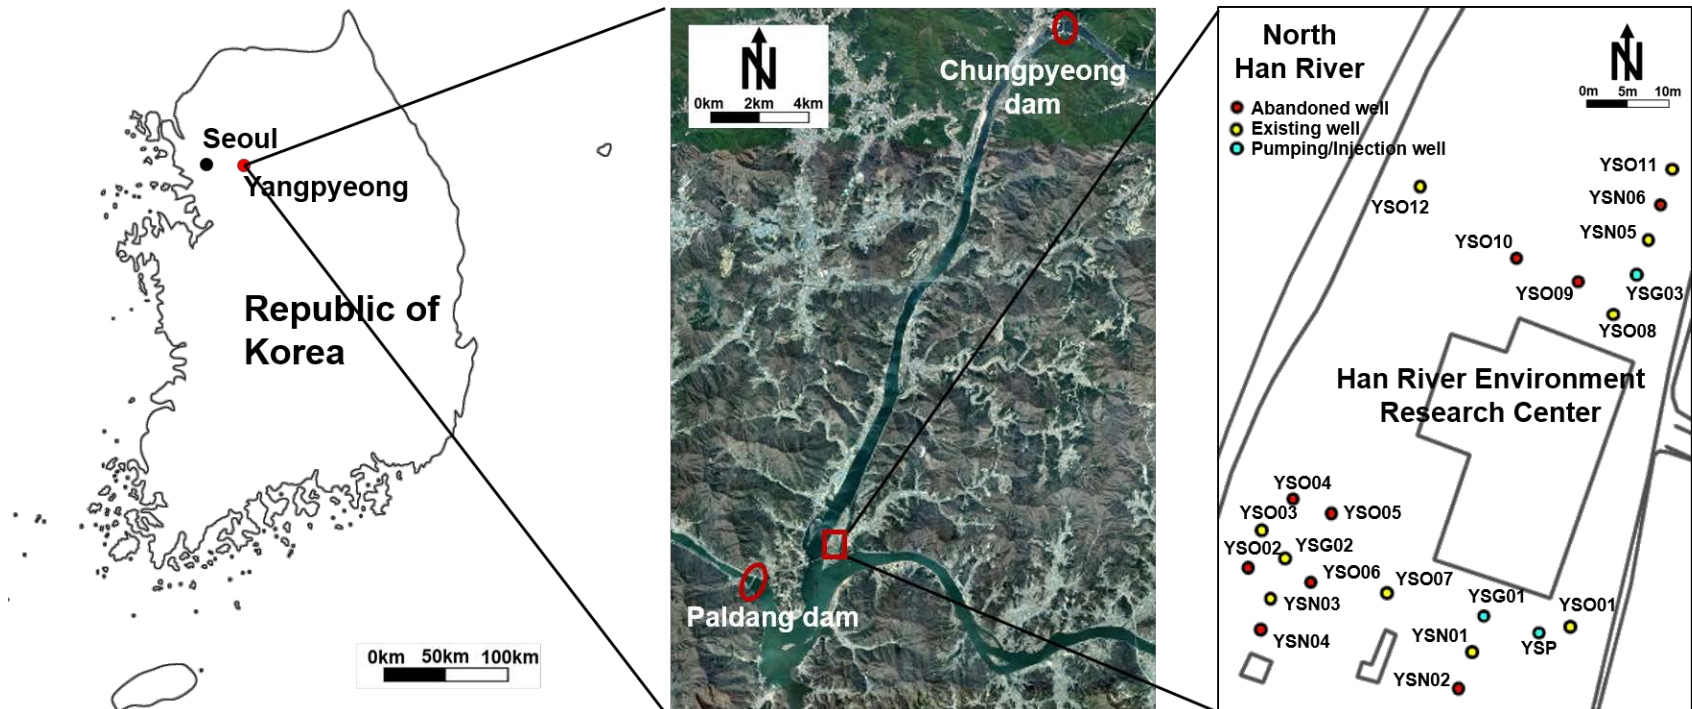 Seoul
Yangpyeong
Republic of
Korea
0km 50km 100km
N
0km 2km 4km
Chungpyeong
dam
Paldang dam
North
Han River
N
0m 5m 10m
Abandoned well
Existing well
Pumping/Injection well
YSO11
YSN06
YSO12
YSN05
YSO10
YSO09
YSG03
YSO08
Han River Environment
Research Center
YSO04
YSO03
YSO05
YSO02
YSG02
YSO06
YSO07
YSN03
YSG01
YSO01
YSN04
YSN01
YSP
YSN02